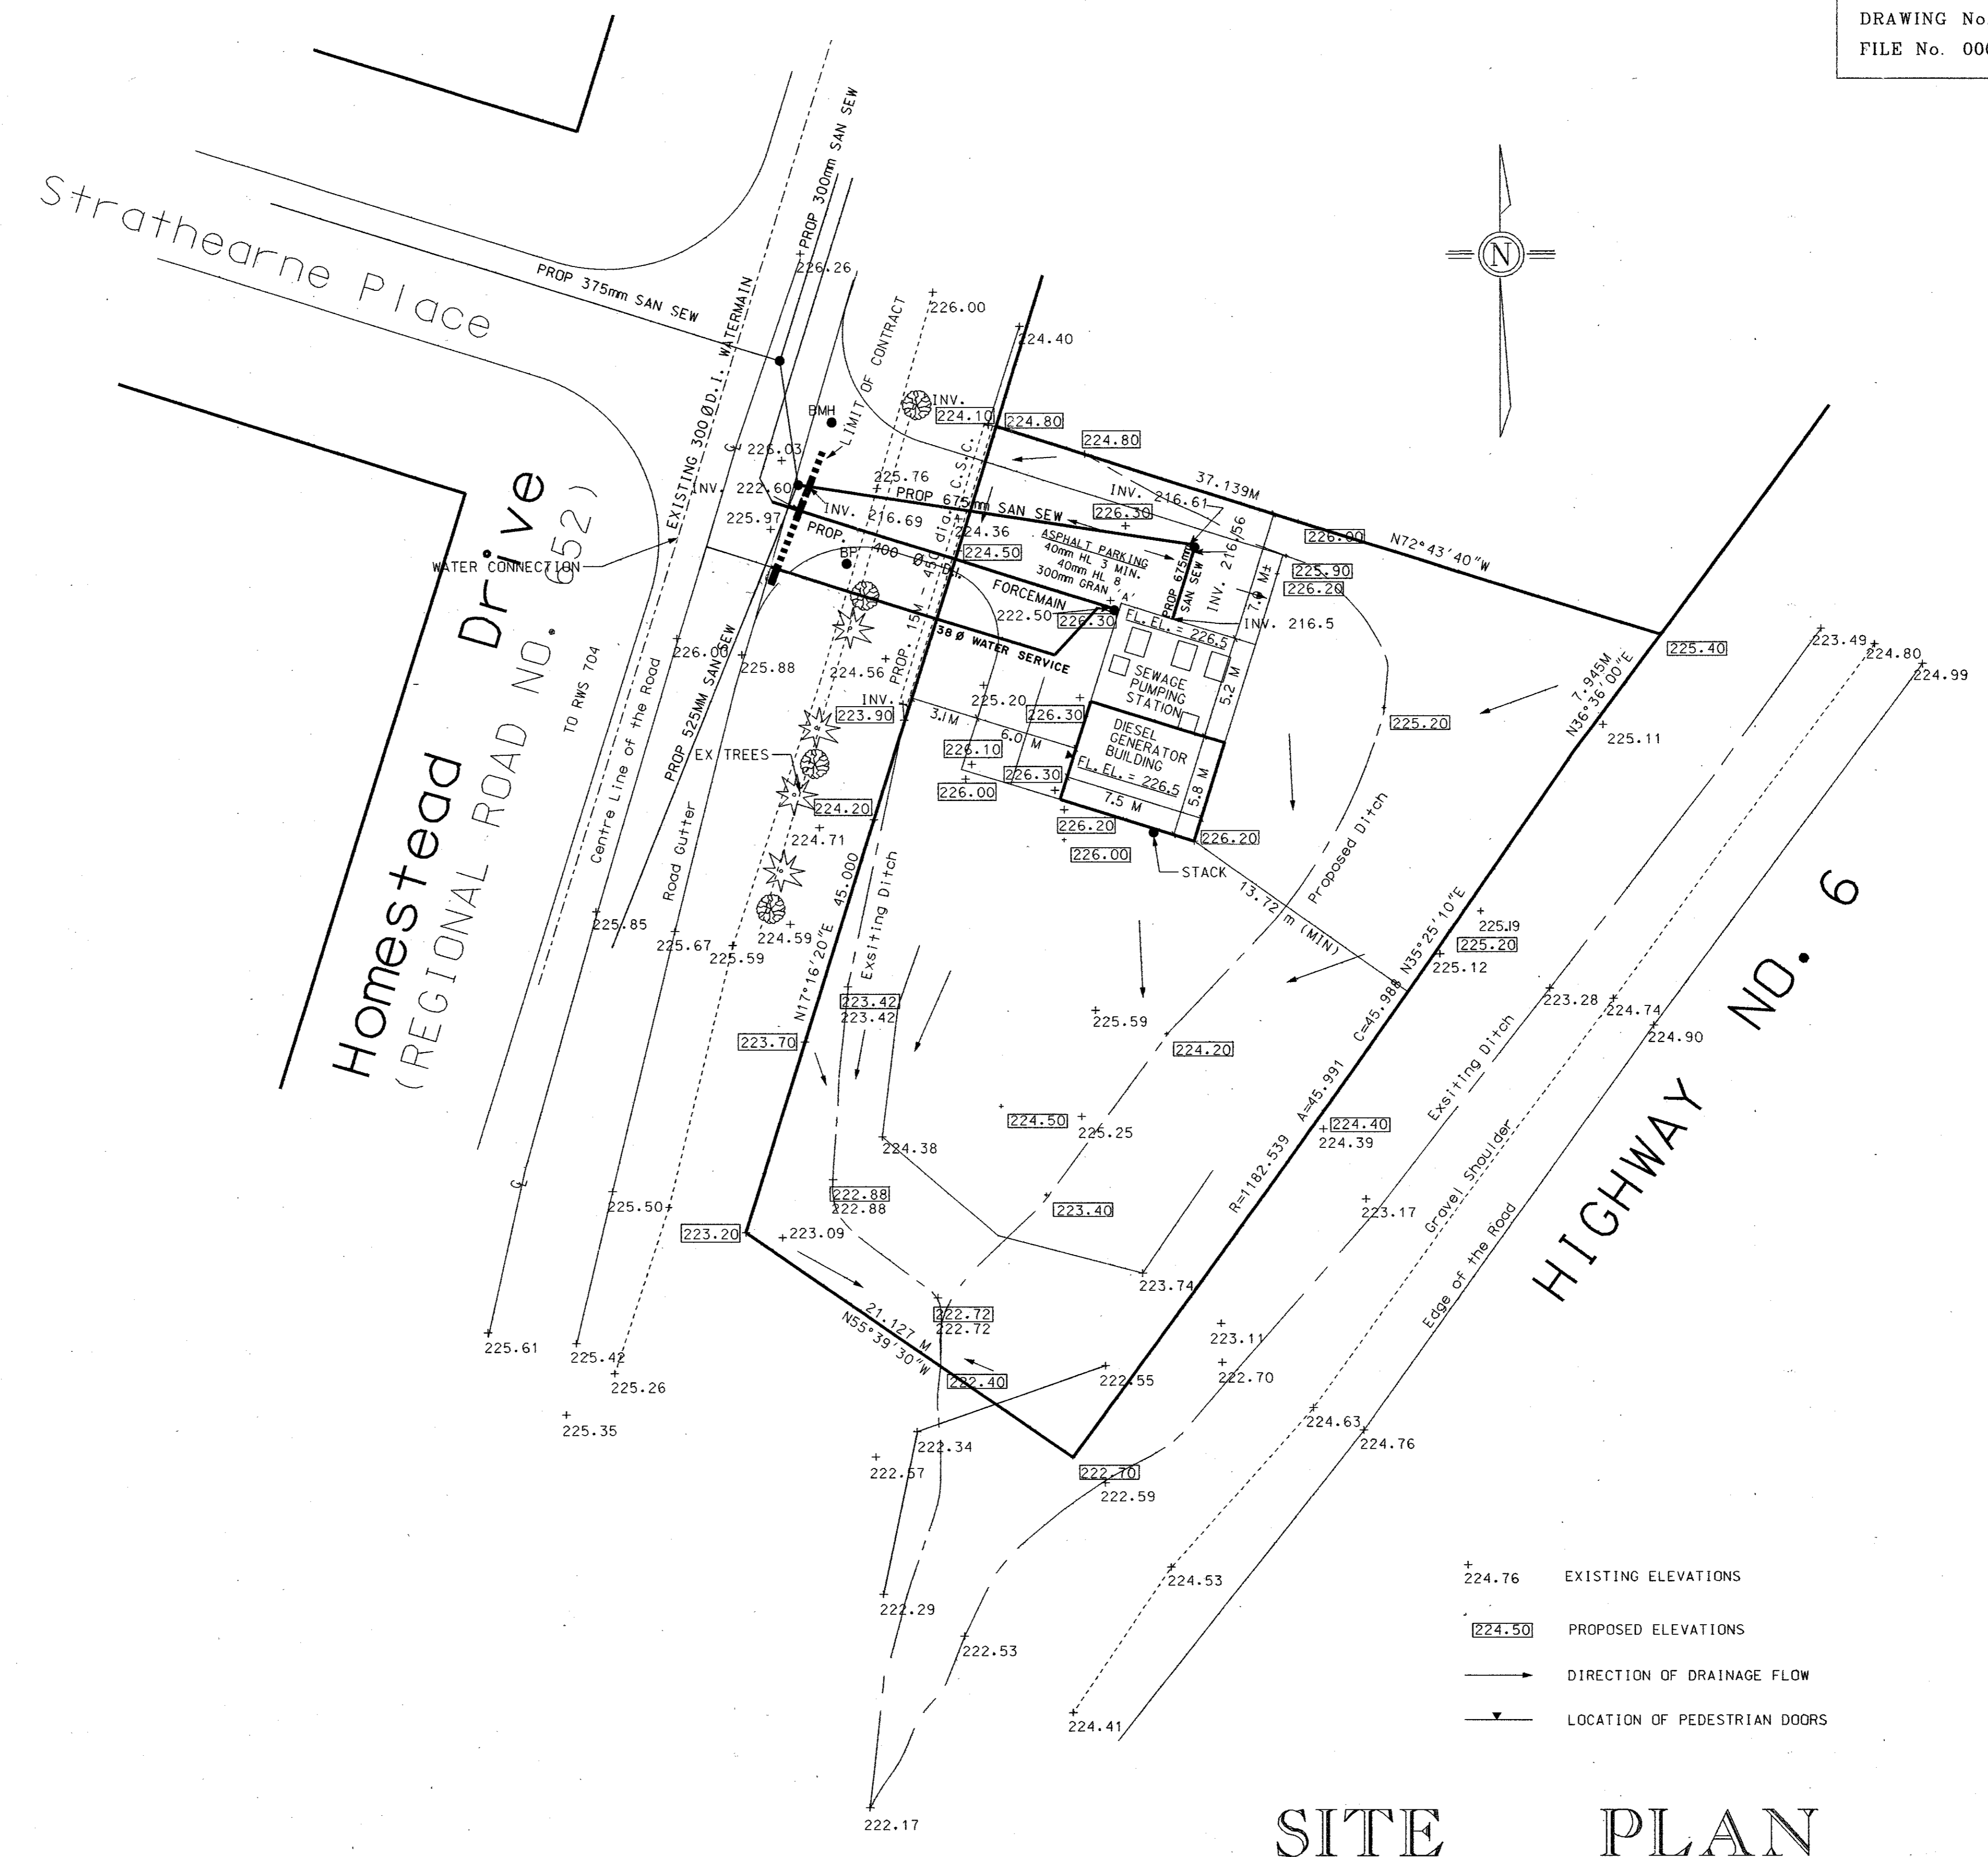 DRAWING No
FILE No. 00
Strathearne Place
PROP 375mm SAN SEW
PROP 300mm SAN SEW
226.26
EXISTING 300 Ø D.I. WATERMAIN
LIMIT OF CONTRACT
226.00
224.40
BMH
INV.
224.10
224.80
224.80
℄
226.03
225.76
37.139M
INV. 222.60
PROP 675mm SAN SEW
INV. 216.61
226.30
INV. 216.69
225.97
PROP. 400 Ø D.I.
FORCEMAIN
PROP. 15M - 450 dia. C.S.C.
224.36
224.50
ASPHALT PARKING
40mm HL 3 MIN.
40mm HL 8
300mm GRAN 'A'
PROP 675mm
SAN SEW
INV. 216.56
226.00
N72°43'40"W
225.90
226.20
7.0 M±
BP
WATER CONNECTION
222.50
226.30
FL. EL. = 226.5
INV. 216.5
38 Ø WATER SERVICE
Homestead Drive
(REGIONAL ROAD NO. 652)
TO RWS 704
Centre Line of the Road
226.00
225.88
224.56
PROP 525MM SAN SEW
SEWAGE
PUMPING
STATION
5.2 M
225.40
223.49
224.80
224.99
7.945M
N36°36'00"E
225.20
225.11
INV.
223.90
3.1M
225.20
226.30
6.0 M
226.10
226.30
226.00
DIESEL
GENERATOR
BUILDING
FL. EL. = 226.5
7.5 M
5.8 M
EX TREES
224.20
224.71
226.20
226.20
226.00
STACK
13.72 m (MIN)
Proposed Ditch
Road Gutter
Exsiting Ditch
N17°16'20"E 45.000
225.85
225.67
225.59
224.59
225.19
225.20
225.12
223.42
223.42
223.70
225.59
224.20
R=1182.539 A=45.991 C=45.988 N35°25'10"E
223.28
224.74
224.90
HIGHWAY NO. 6
Exsiting Ditch
Gravel Shoulder
Edge of the Road
224.50
225.25
224.40
224.39
224.38
℄
225.50
222.88
222.88
223.40
223.17
223.20
223.09
223.74
222.72
222.72
21.127 M
N55°39'30"W
222.40
222.55
223.11
222.70
225.61
225.42
225.26
225.35
222.34
222.57
222.70
222.59
224.63
224.76
224.53
222.29
222.53
224.41
222.17
224.76 EXISTING ELEVATIONS
224.50 PROPOSED ELEVATIONS
DIRECTION OF DRAINAGE FLOW
LOCATION OF PEDESTRIAN DOORS
N
SITE PLAN